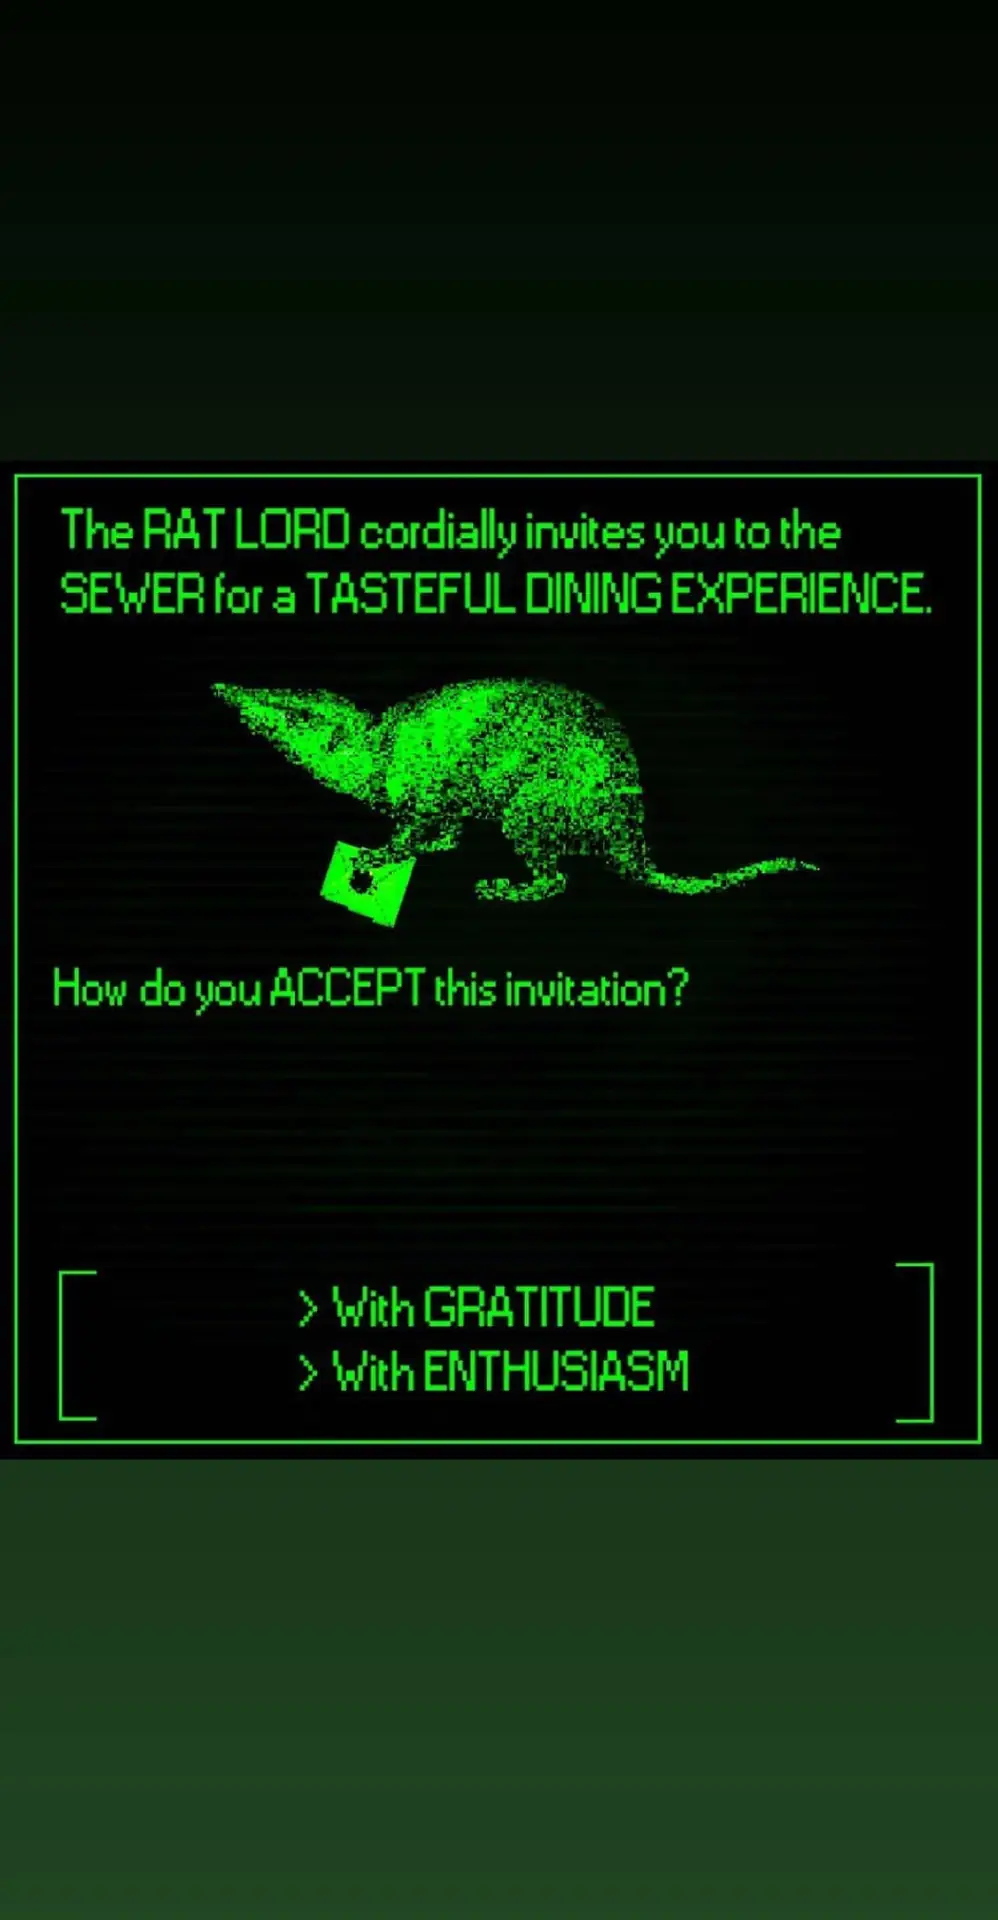 The RAT LORD cordially invites you to the
SEWER for a TASTEFUL DINING EXPERIENCE.
How do you ACCEPT this invitation?
> With GRATITUDE
> With ENTHUSIASM